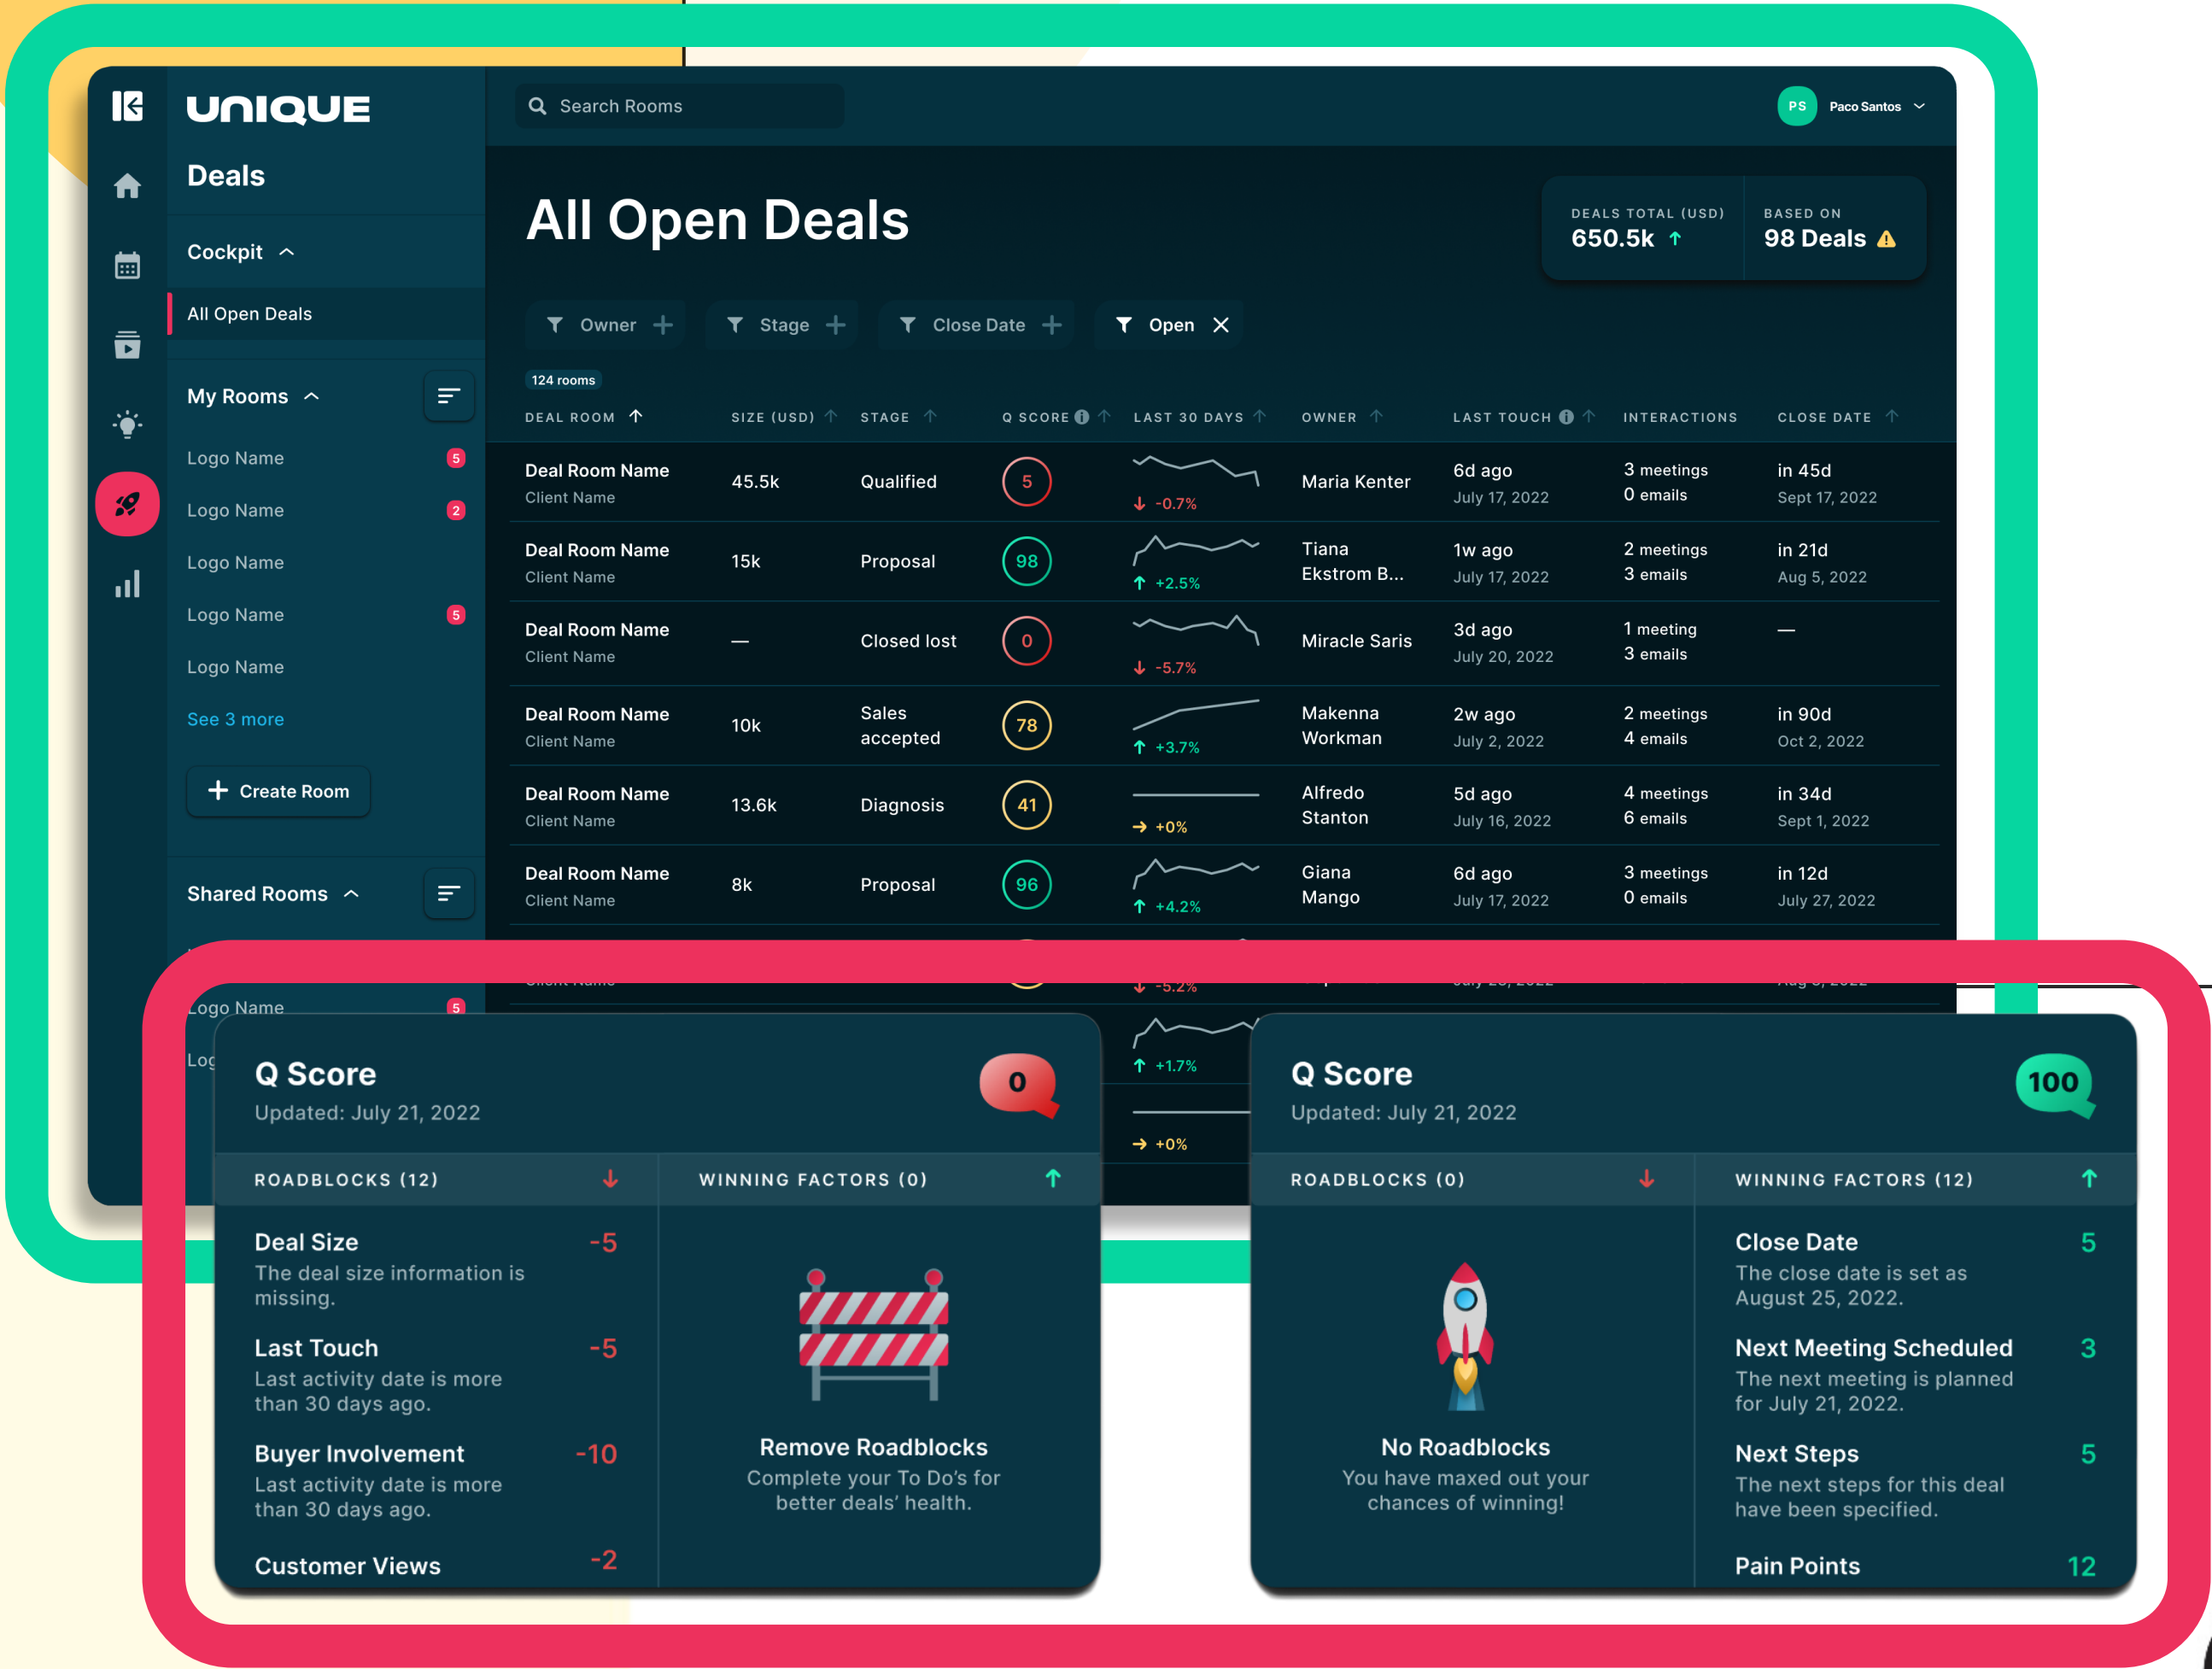 UNIQUE
Search Rooms
PS Paco Santos
Deals
Cockpit
All Open Deals
My Rooms
Logo Name 5
Logo Name 2
Logo Name
Logo Name 5
Logo Name
See 3 more
Create Room
Shared Rooms
Logo Name 5
All Open Deals
DEALS TOTAL (USD)
650.5k
BASED ON
98 Deals
Owner Stage Close Date Open
124 rooms
DEAL ROOM SIZE (USD) STAGE Q SCORE LAST 30 DAYS OWNER LAST TOUCH INTERACTIONS CLOSE DATE
Deal Room Name
Client Name
45.5k
Qualified
5
-0.7%
Maria Kenter
6d ago
July 17, 2022
3 meetings
0 emails
in 45d
Sept 17, 2022
Deal Room Name
Client Name
15k
Proposal
98
+2.5%
Tiana
Ekstrom B...
1w ago
July 17, 2022
2 meetings
3 emails
in 21d
Aug 5, 2022
Deal Room Name
Client Name
—
Closed lost
0
-5.7%
Miracle Saris
3d ago
July 20, 2022
1 meeting
3 emails
—
Deal Room Name
Client Name
10k
Sales
accepted
78
+3.7%
Makenna
Workman
2w ago
July 2, 2022
2 meetings
4 emails
in 90d
Oct 2, 2022
Deal Room Name
Client Name
13.6k
Diagnosis
41
+0%
Alfredo
Stanton
5d ago
July 16, 2022
4 meetings
6 emails
in 34d
Sept 1, 2022
Deal Room Name
Client Name
8k
Proposal
96
+4.2%
Giana
Mango
6d ago
July 17, 2022
3 meetings
0 emails
in 12d
July 27, 2022
-5.2%
+1.7%
+0%
Q Score
Updated: July 21, 2022
0
ROADBLOCKS (12)
Deal Size -5
The deal size information is
missing.
Last Touch -5
Last activity date is more
than 30 days ago.
Buyer Involvement -10
Last activity date is more
than 30 days ago.
Customer Views -2
WINNING FACTORS (0)
Remove Roadblocks
Complete your To Do’s for
better deals’ health.
Q Score
Updated: July 21, 2022
100
ROADBLOCKS (0)
No Roadblocks
You have maxed out your
chances of winning!
WINNING FACTORS (12)
Close Date 5
The close date is set as
August 25, 2022.
Next Meeting Scheduled 3
The next meeting is planned
for July 21, 2022.
Next Steps 5
The next steps for this deal
have been specified.
Pain Points 12